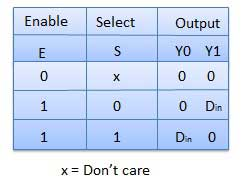 Enable Select Output
E S Y0 Y1
0 x 0 0
1 0 0 Din
1 1 Din 0
x = Don't care